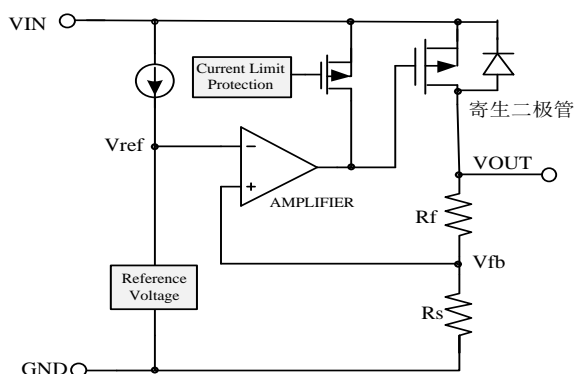 VIN
Current Limit
Protection
寄生二极管
Vref
−
+
AMPLIFIER
VOUT
Rf
Vfb
Reference
Voltage
Rs
GND